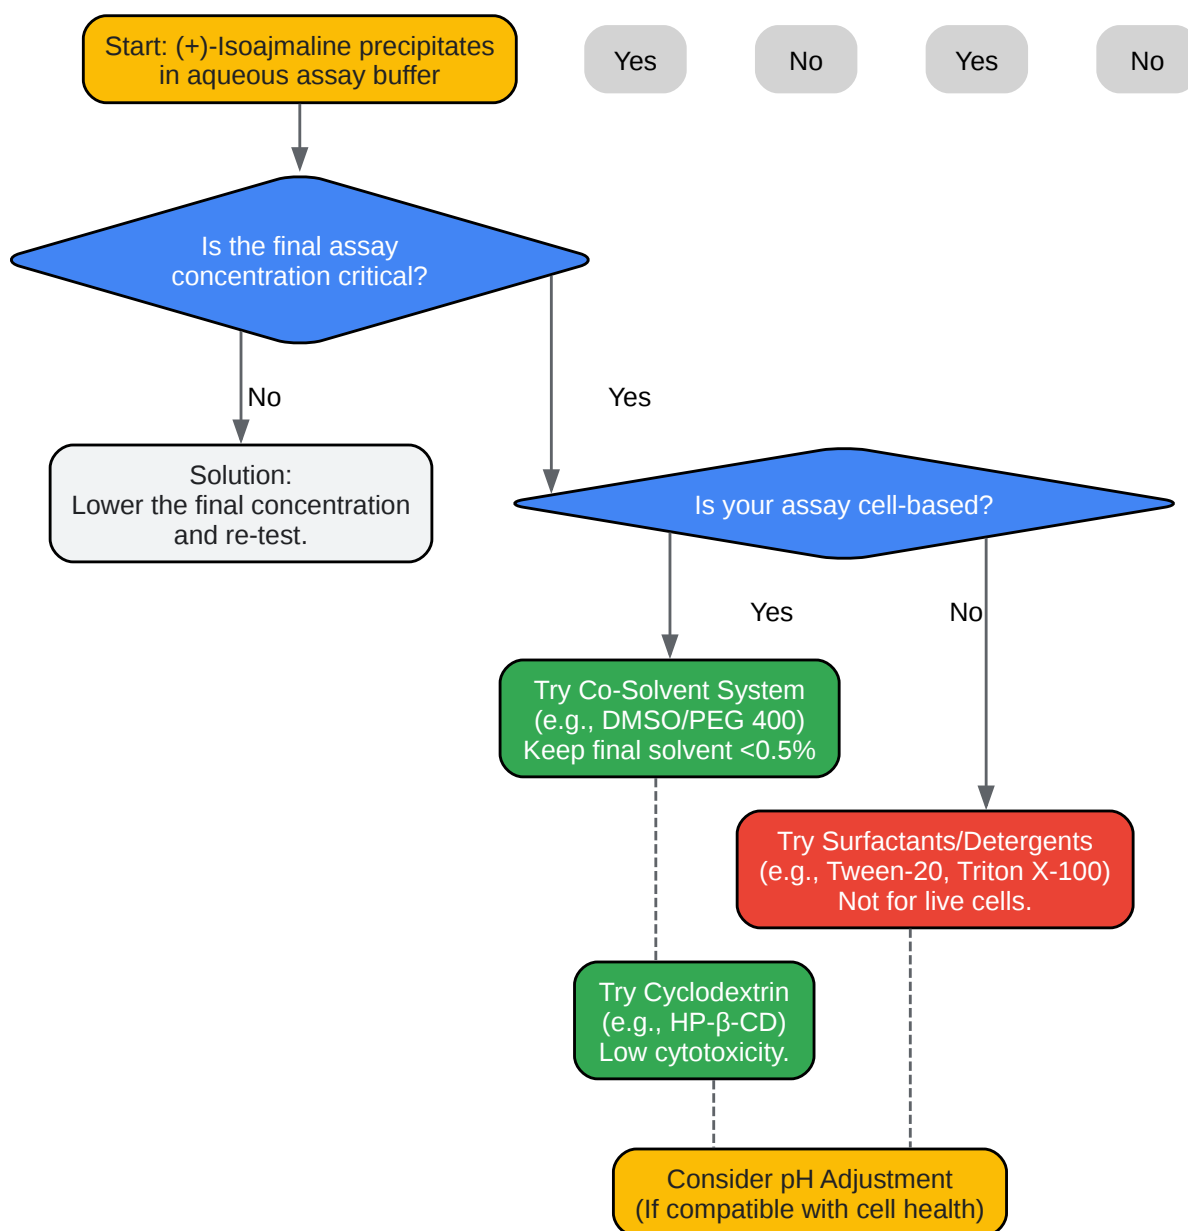 Start: (+)-Isoajmaline precipitates
in aqueous assay buffer
Yes
No
Yes
No
Is the final assay
concentration critical?
No
Yes
Solution:
Lower the final concentration
and re-test.
Is your assay cell-based?
Yes
No
Try Co-Solvent System
(e.g., DMSO/PEG 400)
Keep final solvent <0.5%
Try Surfactants/Detergents
(e.g., Tween-20, Triton X-100)
Not for live cells.
Try Cyclodextrin
(e.g., HP-β-CD)
Low cytotoxicity.
Consider pH Adjustment
(If compatible with cell health)